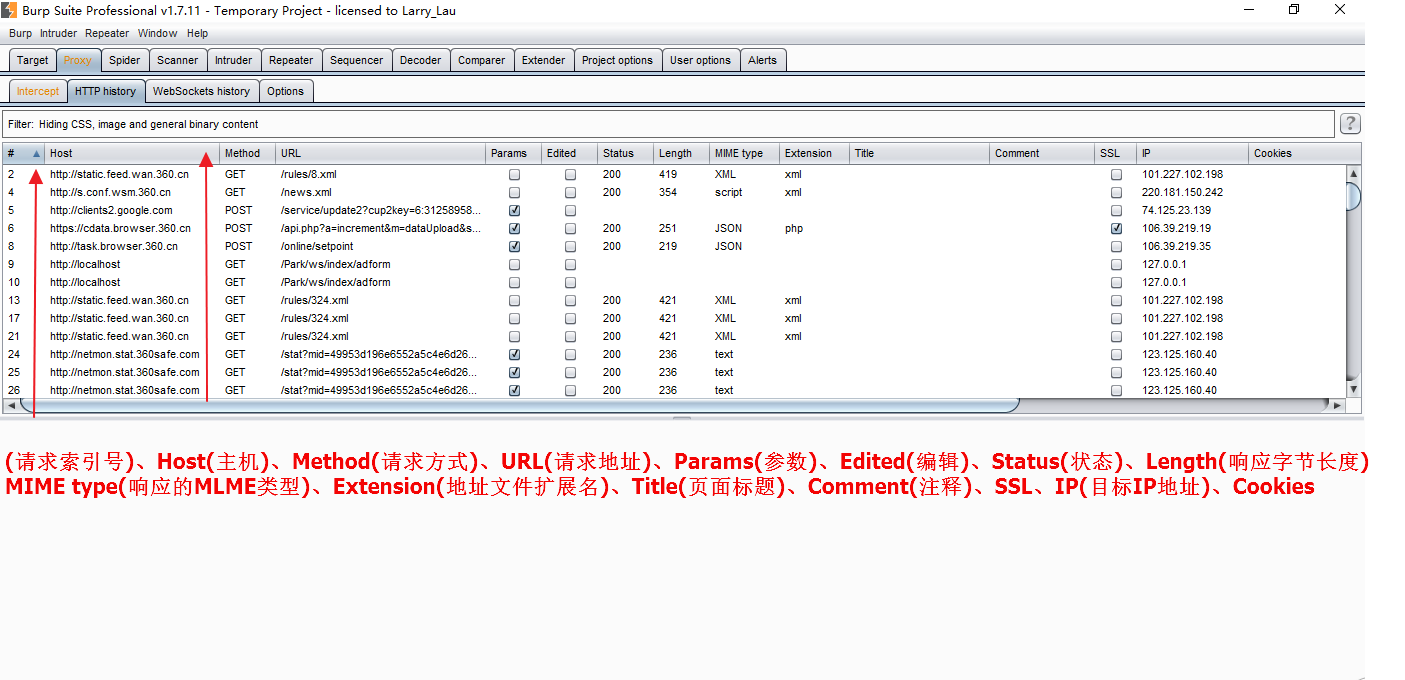 Burp Suite Professional v1.7.11 - Temporary Project - licensed to Larry_Lau
Burp Intruder Repeater Window Help
Target Proxy Spider Scanner Intruder Repeater Sequencer Decoder Comparer Extender Project options User options Alerts
Intercept HTTP history WebSockets history Options
Filter: Hiding CSS, image and general binary content ?
# Host Method URL Params Edited Status Length MIME type Extension Title Comment SSL IP Cookies
2 http://static.feed.wan.360.cn GET /rules/8.xml 200 419 XML xml 101.227.102.198
4 http://s.conf.wsm.360.cn GET /news.xml 200 354 script xml 220.181.150.242
5 http://clients2.google.com POST /service/update2?cup2key=6:31258958... 74.125.23.139
6 https://cdata.browser.360.cn POST /api.php?a=increment&m=dataUpload&s... 200 251 JSON php 106.39.219.19
8 http://task.browser.360.cn POST /online/setpoint 200 219 JSON 106.39.219.35
9 http://localhost GET /Park/ws/index/adform 127.0.0.1
10 http://localhost GET /Park/ws/index/adform 127.0.0.1
13 http://static.feed.wan.360.cn GET /rules/324.xml 200 421 XML xml 101.227.102.198
17 http://static.feed.wan.360.cn GET /rules/324.xml 200 421 XML xml 101.227.102.198
21 http://static.feed.wan.360.cn GET /rules/324.xml 200 421 XML xml 101.227.102.198
24 http://netmon.stat.360safe.com GET /stat?mid=49953d196e6552a5c4e6d26... 200 236 text 123.125.160.40
25 http://netmon.stat.360safe.com GET /stat?mid=49953d196e6552a5c4e6d26... 200 236 text 123.125.160.40
26 http://netmon.stat.360safe.com GET /stat?mid=49953d196e6552a5c4e6d26... 200 236 text 123.125.160.40
(请求索引号)、Host(主机)、Method(请求方式)、URL(请求地址)、Params(参数)、Edited(编辑)、Status(状态)、Length(响应字节长度)
MIME type(响应的MLME类型)、Extension(地址文件扩展名)、Title(页面标题)、Comment(注释)、SSL、IP(目标IP地址)、Cookies